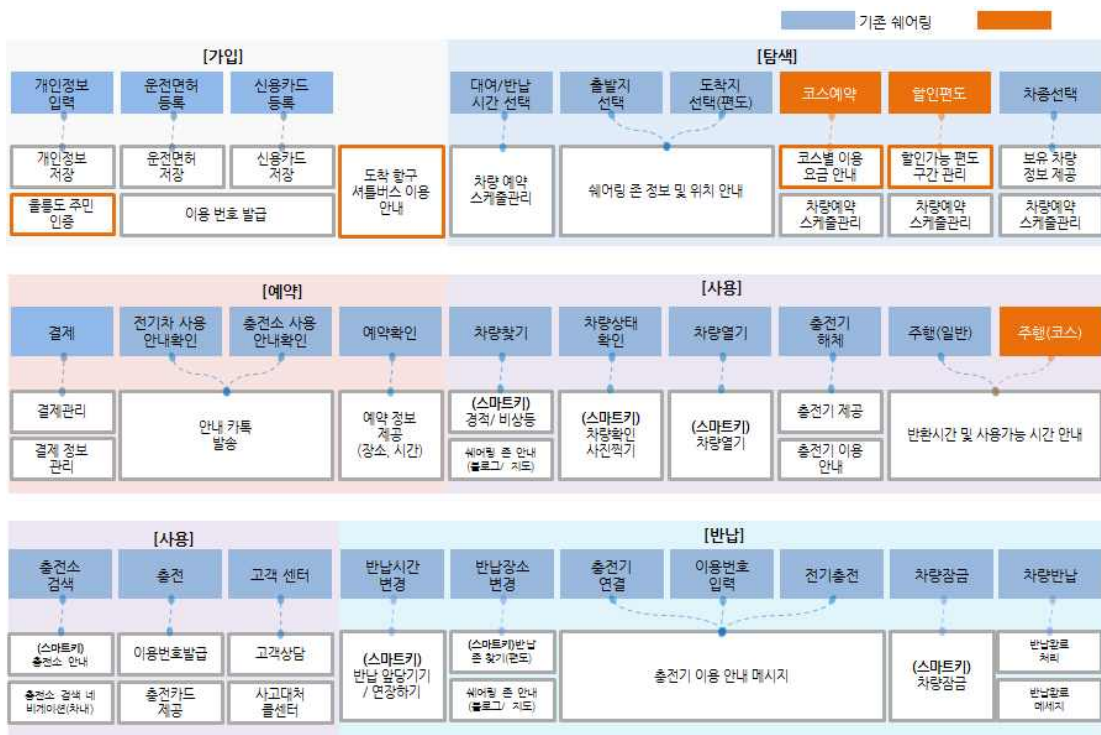 기존 쉐어링
[가입]
[탐색]
개인정보
입력
운전면허
등록
신용카드
등록
대여/반납
시간 선택
출발지
선택
도착지
선택(편도)
코스예약
할인편도
차종선택
개인정보
저장
운전면허
저장
신용카드
저장
도착 항구
셔틀버스 이용
안내
차량 예약
스케줄관리
쉐어링 존 정보 및 위치 안내
코스별 이용
요금 안내
할인가능 편도
구간 관리
보유 차량
정보 제공
울릉도 주민
인증
이용 번호 발급
차량예약
스케줄관리
차량예약
스케줄관리
차량예약
스케줄관리
[예약]
[사용]
결제
전기차 사용
안내확인
충전소 사용
안내확인
예약확인
차량찾기
차량상태
확인
차량열기
충전기
해체
주행(일반)
주행(코스)
결제관리
결제 정보
관리
안내 카톡
발송
예약 정보
제공
(장소, 시간)
(스마트키)
경적/ 비상등
쉐어링 존 안내
(블로그/ 지도)
(스마트키)
차량확인
사진찍기
(스마트키)
차량열기
충전기 제공
충전기 이용
안내
반환시간 및 사용가능 시간 안내
[사용]
[반납]
충전소
검색
충전
고객 센터
반납시간
변경
반납장소
변경
충전기
연결
이용번호
입력
전기충전
차량잠금
차량반납
(스마트키)
충전소 안내
충전소 검색 네
비게이션(차내)
이용번호발급
충전카드
제공
고객상담
사고대처
콜센터
(스마트키)
반납 앞당기기
/ 연장하기
(스마트키)반납
존 찾기(편도)
쉐어링 존 안내
(블로그/ 지도)
충전기 이용 안내 메시지
(스마트키)
차량잠금
반납완료
처리
반납완료
메세지